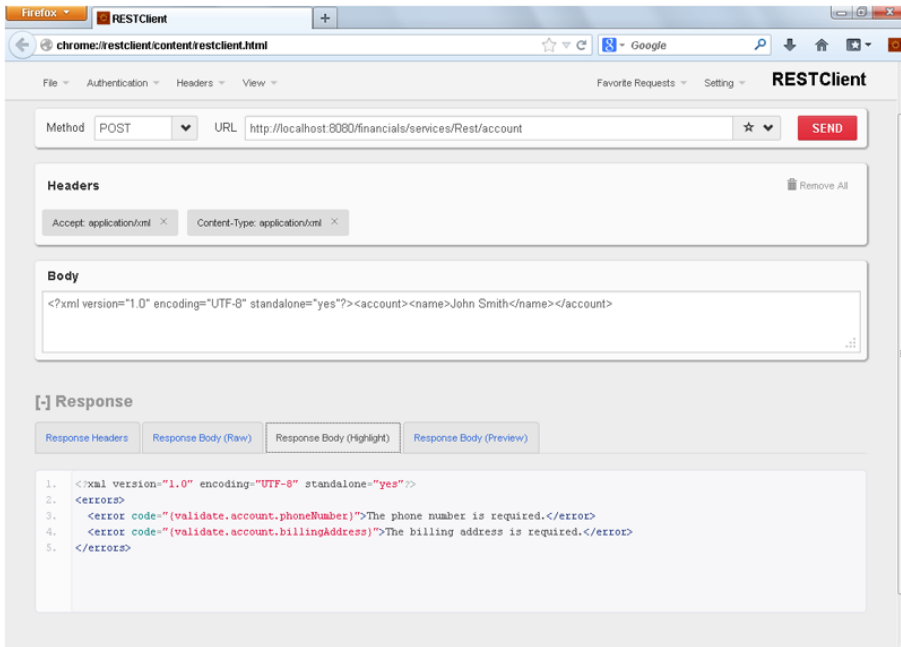 Firefox
RESTClient
+
chrome://restclient/content/restclient.html
Google
File Authentication Headers View Favorite Requests Setting RESTClient
Method POST URL http://localhost:8080/financials/services/Rest/account SEND
Headers Remove All
Accept: application/xml × Content-Type: application/xml ×
Body
<?xml version="1.0" encoding="UTF-8" standalone="yes"?><account><name>John Smith</name></account>
[-] Response
Response Headers Response Body (Raw) Response Body (Highlight) Response Body (Preview)
1. <?xml version="1.0" encoding="UTF-8" standalone="yes"?>
2. <errors>
3. <error code="{validate.account.phoneNumber}">The phone number is required.</error>
4. <error code="{validate.account.billingAddress}">The billing address is required.</error>
5. </errors>